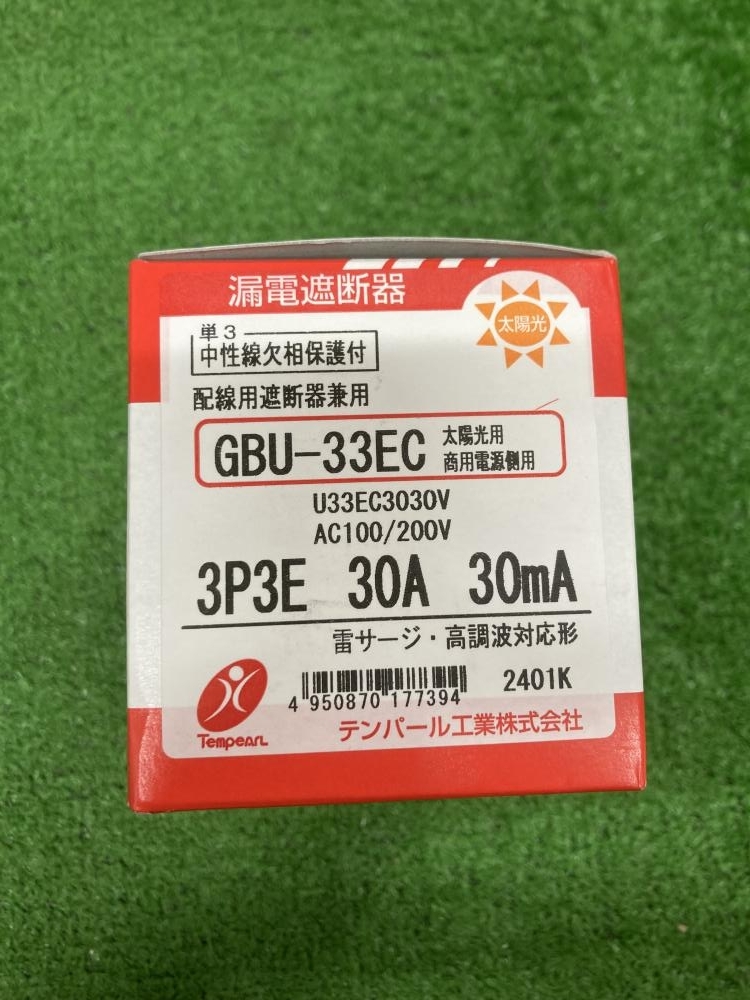 漏電遮断器
太陽光
単3
中性線欠相保護付
配線用遮断器兼用
GBU-33EC
太陽光用
商用電源側用
U33EC3030V
AC100/200V
3P3E 30A 30mA
雷サージ・高調波対応形
4 950870 177394
2401K
Tempearl
テンパール工業株式会社